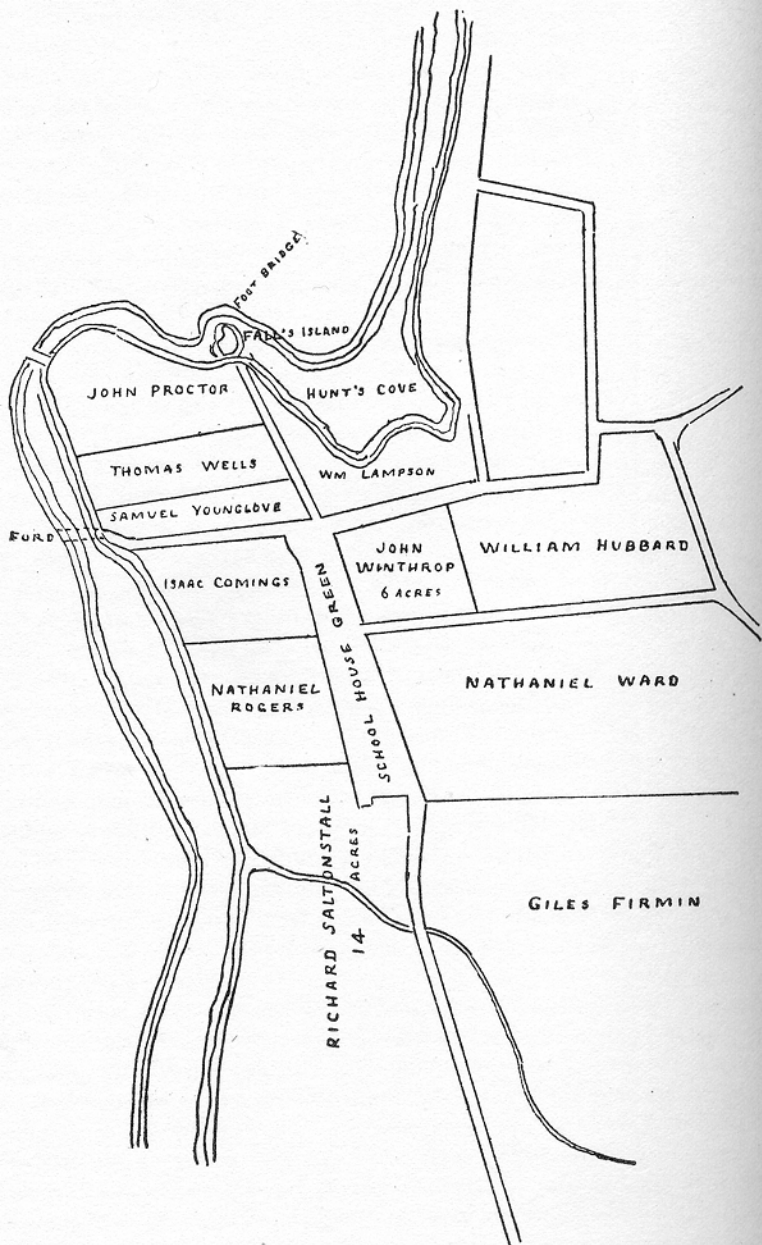 FOOT BRIDGE
FALL'S ISLAND
JOHN PROCTOR
HUNT'S COVE
THOMAS WELLS
WM LAMPSON
SAMUEL YOUNGLOVE
FORD
ISAAC COMINGS
JOHN
WINTHROP
6 ACRES
WILLIAM HUBBARD
SCHOOL HOUSE GREEN
NATHANIEL
ROGERS
NATHANIEL WARD
RICHARD SALTONSTALL
14 ACRES
GILES FIRMIN